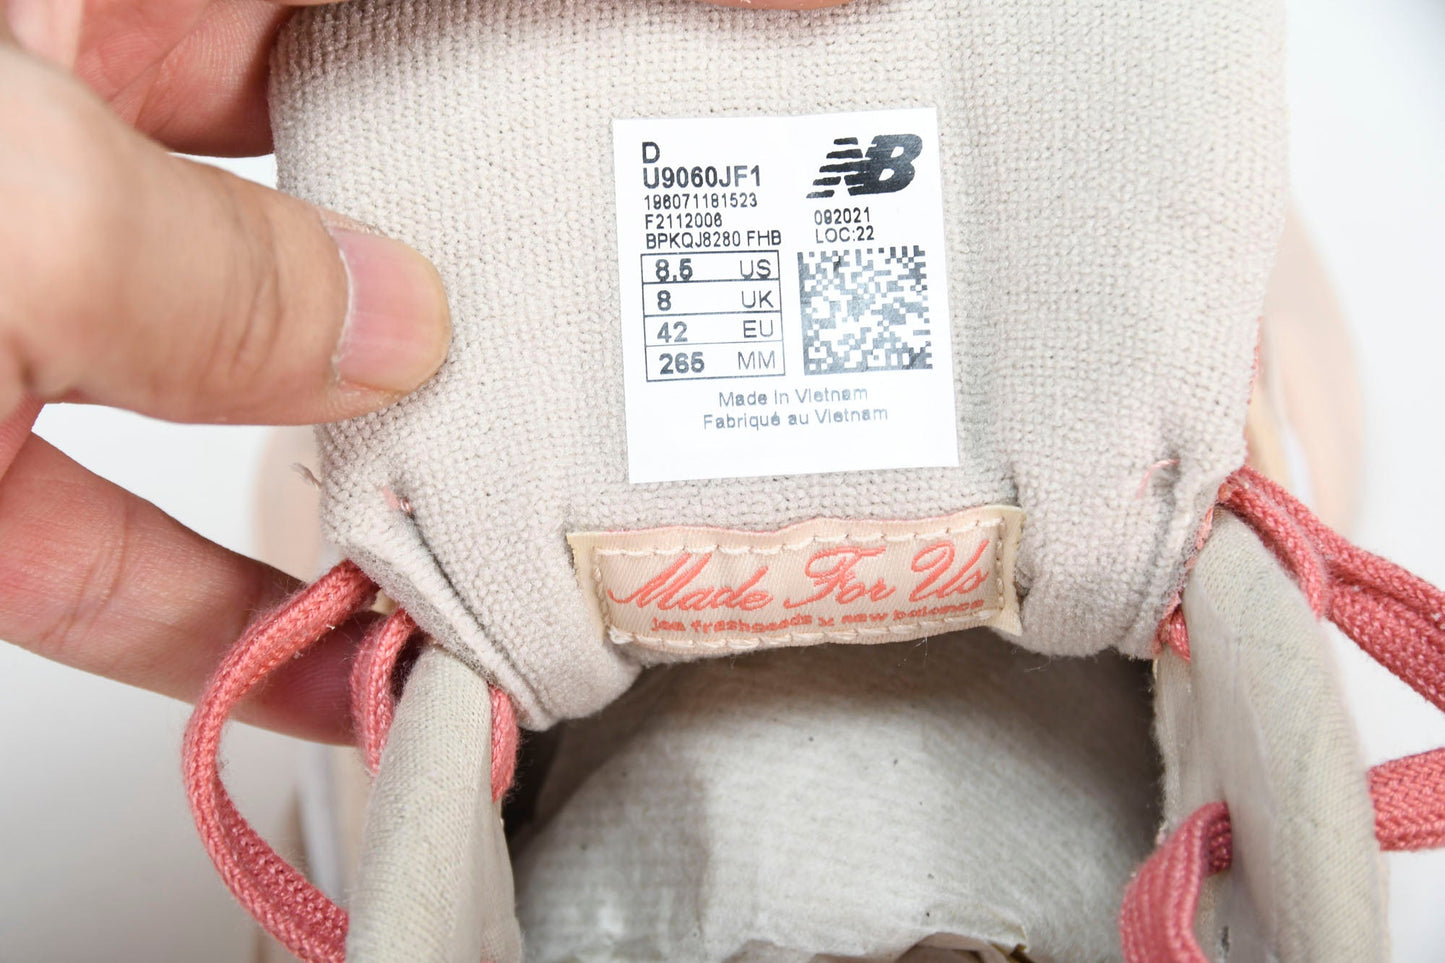 D
U9060JF1
196071181523
F2112006
BPKQJ8280 FHB
NB
092021
LOC:22
8.5 US
8 UK
42 EU
265 MM
Made in Vietnam
Fabriqué au Vietnam
Made For Us
joe freshgoods x new balance